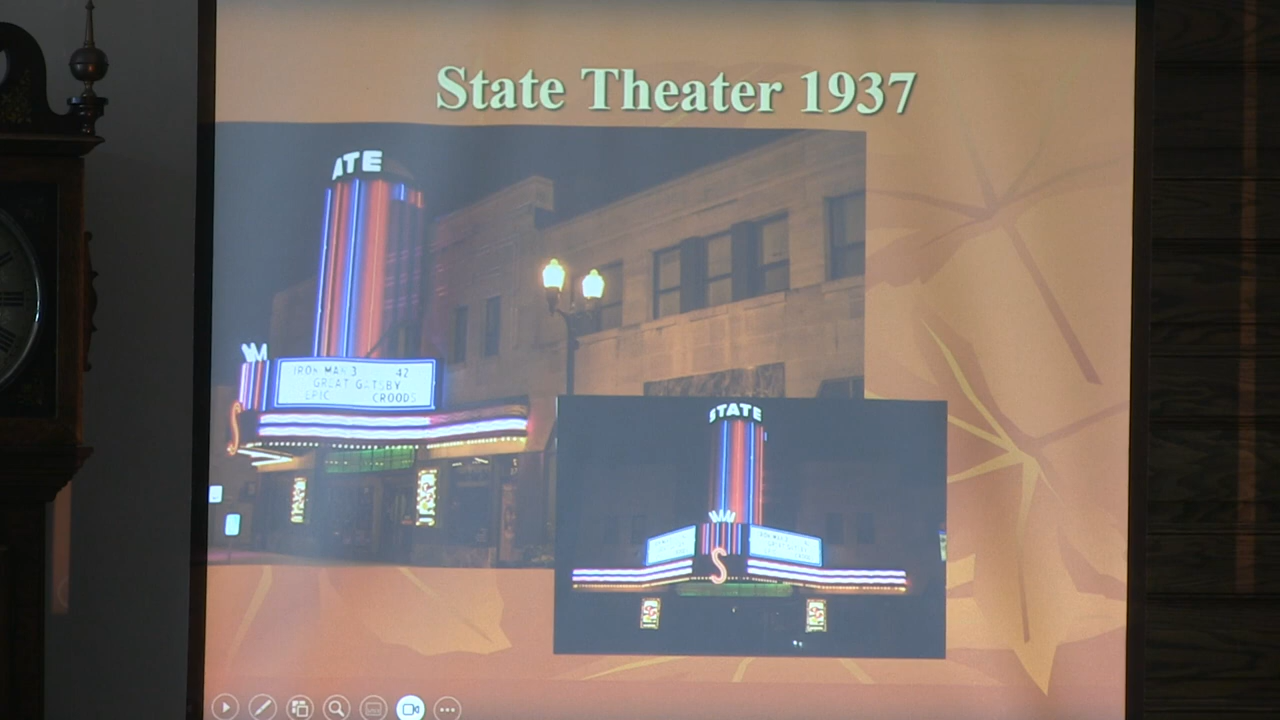 State Theater 1937
ATE
IRON MAN 3 42
GREAT GATSBY
EPIC CROODS
STATE
S